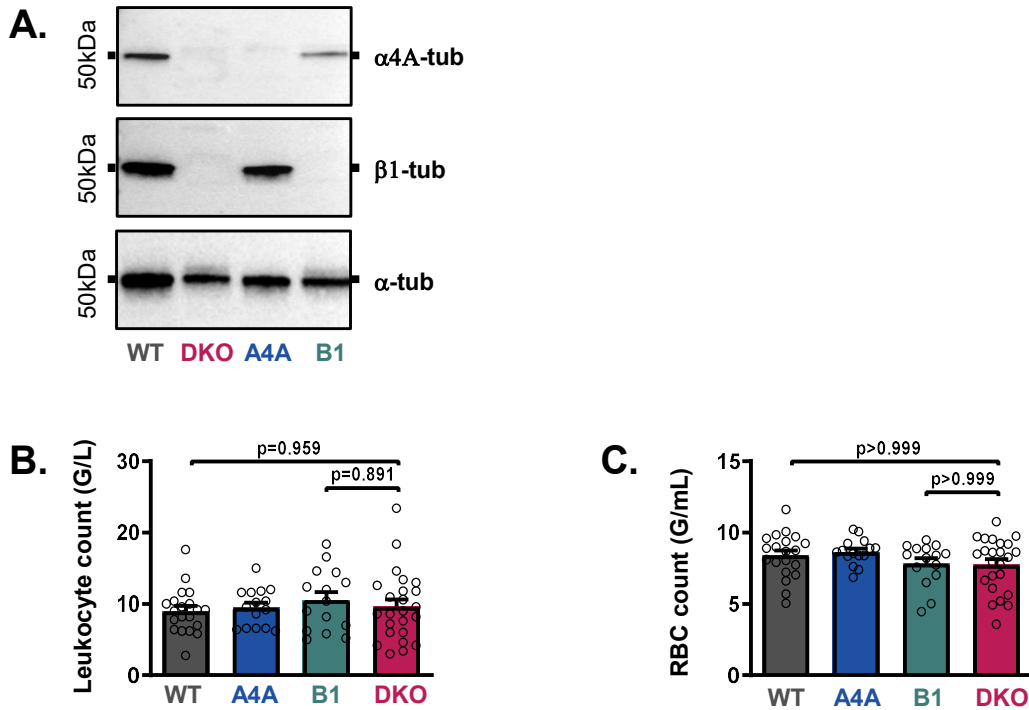 A.
50kDa
α4A-tub
50kDa
β1-tub
50kDa
α-tub
WT DKO A4A B1
B.
Leukocyte count (G/L)
30
20
10
0
p=0.959
p=0.891
WT A4A B1 DKO
C.
RBC count (G/mL)
15
10
5
0
p>0.999
p>0.999
WT A4A B1 DKO